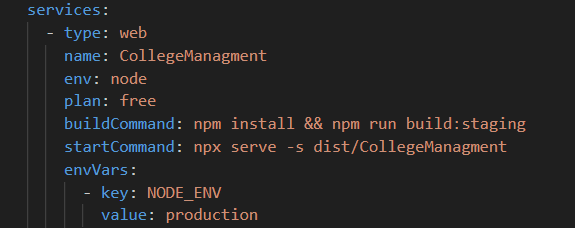 services:
- type: web
name: CollegeManagment
env: node
plan: free
buildCommand: npm install && npm run build:staging
startCommand: npx serve -s dist/CollegeManagment
envVars:
- key: NODE_ENV
value: production